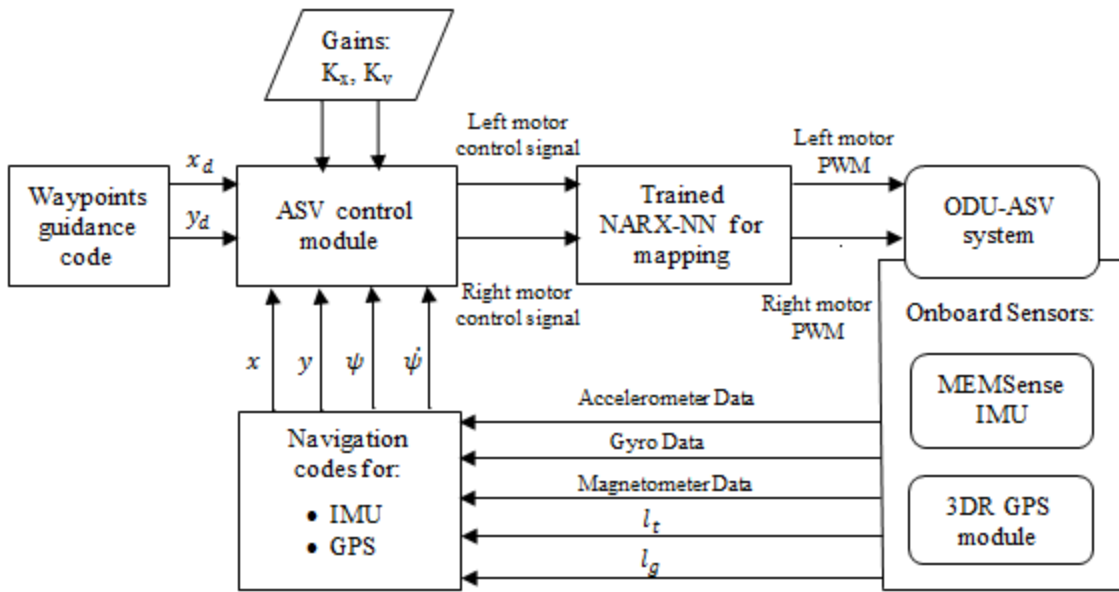 Gains:
Kx, Kv
Left motor
control signal
Left motor
PWM
Waypoints
guidance
code
xd
yd
ASV control
module
Trained
NARX-NN for
mapping
ODU-ASV
system
Right motor
control signal
Right motor
PWM
Onboard Sensors:
x
y
ψ
ψ̇
MEMSense
IMU
Accelerometer Data
Gyro Data
Magnetometer Data
lt
lg
Navigation
codes for:
• IMU
• GPS
3DR GPS
module